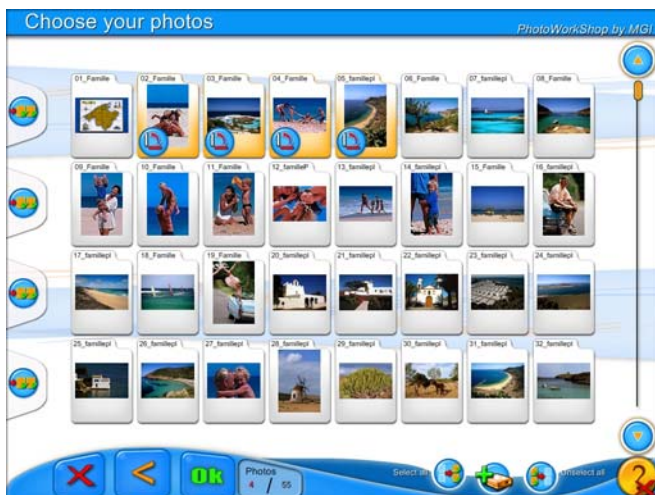 Choose your photos
PhotoWorkShop by MGI
01_Famille 02_Famille 03_Famille 04_Famille 05_famillepl 06_Famille 07_famillepl 08_Famille
09_Famille 10_Famille 11_Famille 12_familleP 13_famillepl 14_famillepl 15_Famille 16_famillepl
17_famillepl 18_Famille 19_Famille 20_famillepl 21_famillepl 22_famillepl 23_famillepl 24_famillepl
25_famillepl 26_famillepl 27_famillepl 28_famillepl 29_famillepl 30_famillepl 31_famillepl 32_famillepl
Ok
Photos
4 / 55
Select all
Unselect all